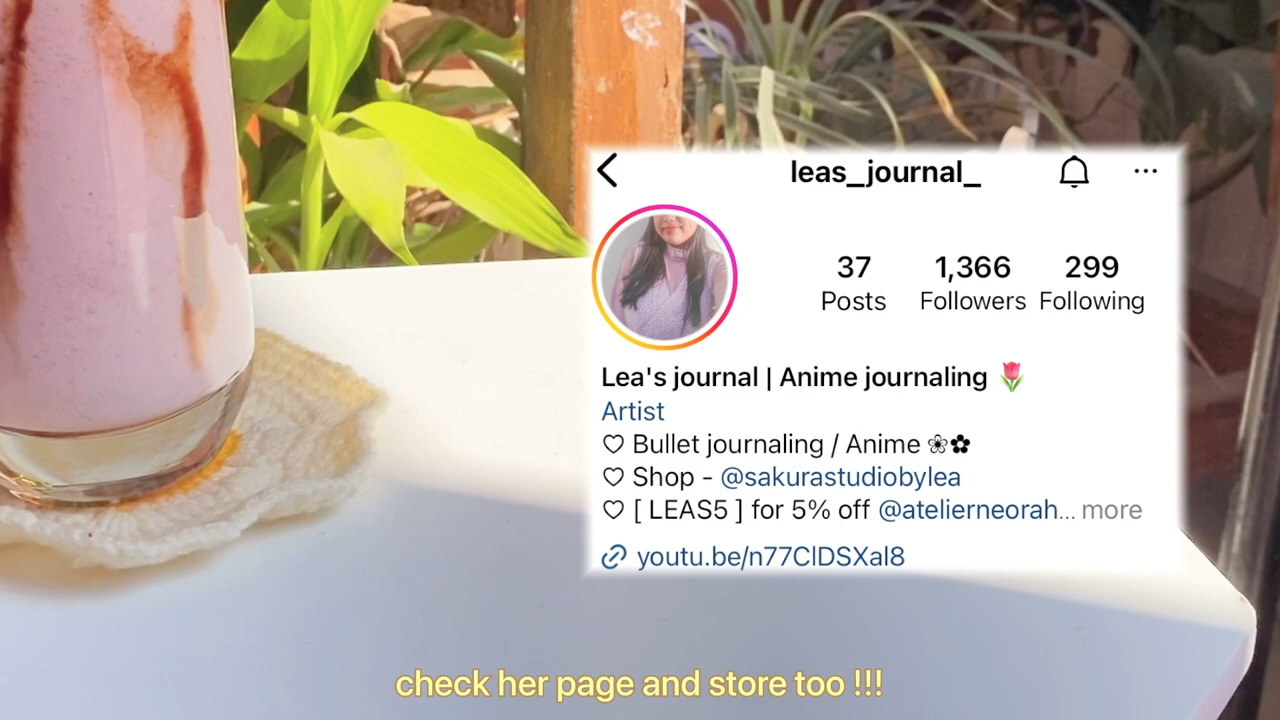 leas_journal_
37 1,366 299
Posts Followers Following
Lea's journal | Anime journaling 🌷
Artist
♡ Bullet journaling / Anime ❀✿
♡ Shop - @sakurastudiobylea
♡ [ LEAS5 ] for 5% off @atelierneorah... more
youtu.be/n77ClDSXal8
check her page and store too !!!